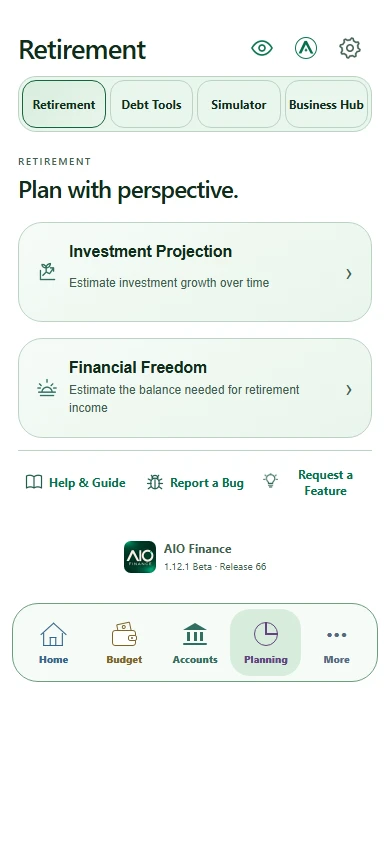 Retirement
Retirement
Debt Tools
Simulator
Business Hub
RETIREMENT
Plan with perspective.
Investment Projection
Estimate investment growth over time
Financial Freedom
Estimate the balance needed for retirement
income
Help & Guide
Report a Bug
Request a
Feature
AIO
FINANCE
AIO Finance
1.12.1 Beta · Release 66
Home
Budget
Accounts
Planning
More